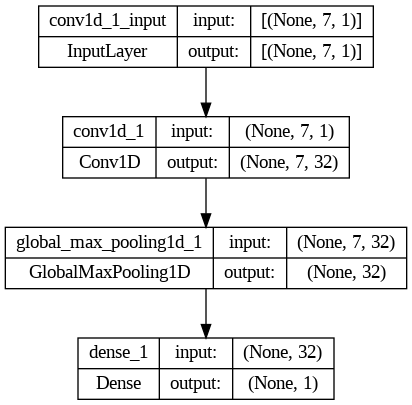 conv1d_1_input input: [(None, 7, 1)]
InputLayer output: [(None, 7, 1)]
conv1d_1 input: (None, 7, 1)
Conv1D output: (None, 7, 32)
global_max_pooling1d_1 input: (None, 7, 32)
GlobalMaxPooling1D output: (None, 32)
dense_1 input: (None, 32)
Dense output: (None, 1)